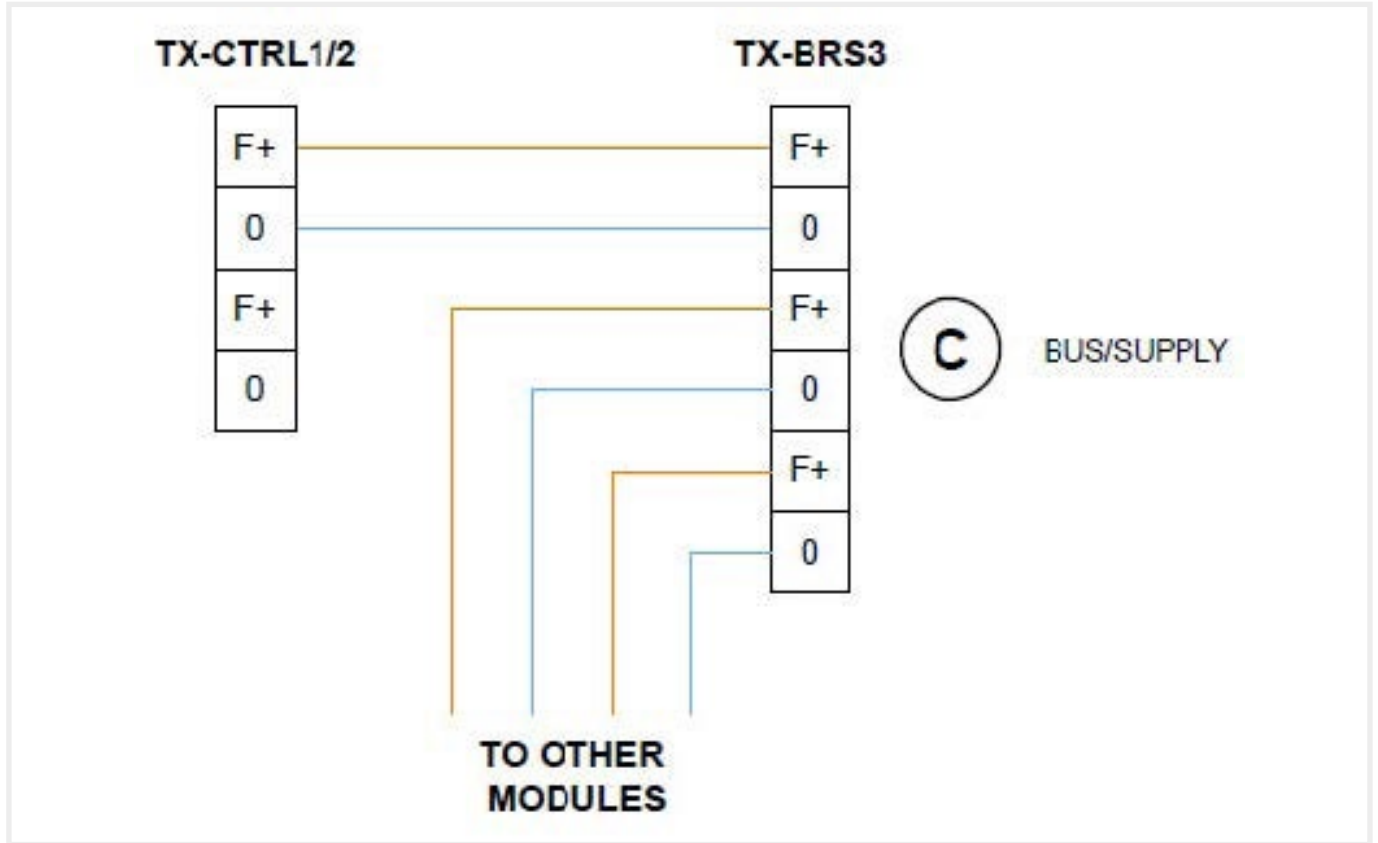 TX-CTRL1/2
TX-BRS3
F+
0
F+
0
F+
0
F+
0
F+
0
C
BUS/SUPPLY
TO OTHER
MODULES